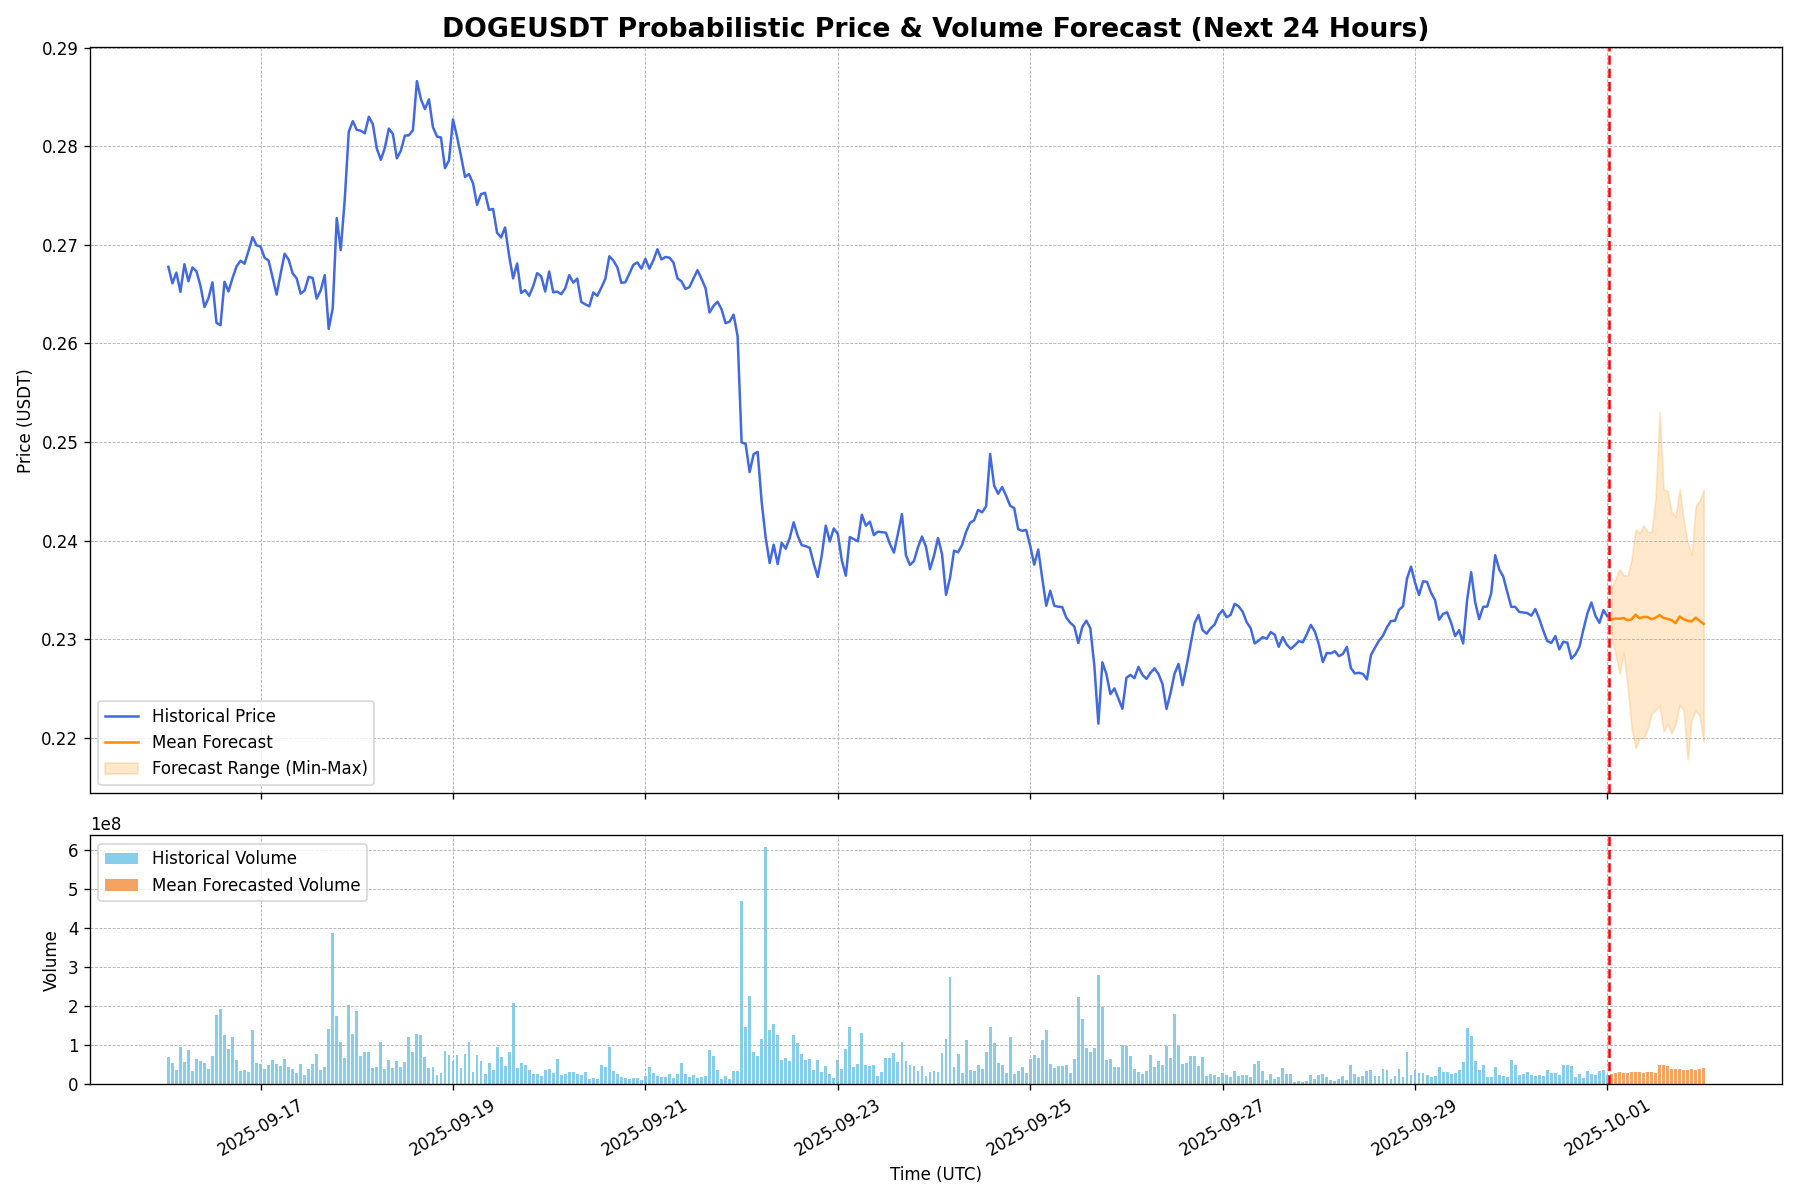 DOGEUSDT Probabilistic Price & Volume Forecast (Next 24 Hours)
0.29
0.28
0.27
0.26
0.25
0.24
0.23
0.22
Price (USDT)
Historical Price
Mean Forecast
Forecast Range (Min-Max)
1e8
6
5
4
3
2
1
0
Volume
Historical Volume
Mean Forecasted Volume
2025-09-17
2025-09-19
2025-09-21
2025-09-23
2025-09-25
2025-09-27
2025-09-29
2025-10-01
Time (UTC)